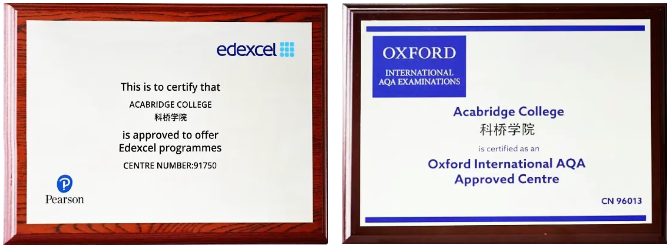 edexcel
This is to certify that
ACABRIDGE COLLEGE
科桥学院
is approved to offer
Edexcel programmes
CENTRE NUMBER:91750
Pearson
OXFORD
INTERNATIONAL
AQA EXAMINATIONS
Acabridge College
科桥学院
is certified as an
Oxford International AQA
Approved Centre
CN 96013